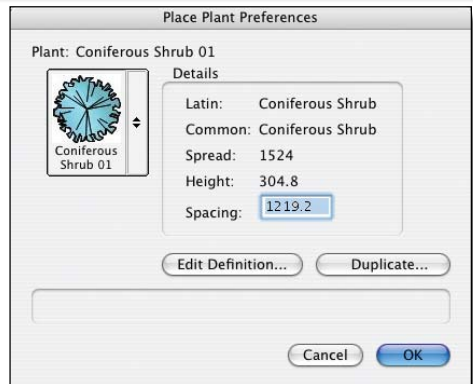 Place Plant Preferences
Plant: Coniferous Shrub 01
Coniferous
Shrub 01
Details
Latin: Coniferous Shrub
Common: Coniferous Shrub
Spread: 1524
Height: 304.8
Spacing: 1219.2
Edit Definition... Duplicate...
Cancel OK